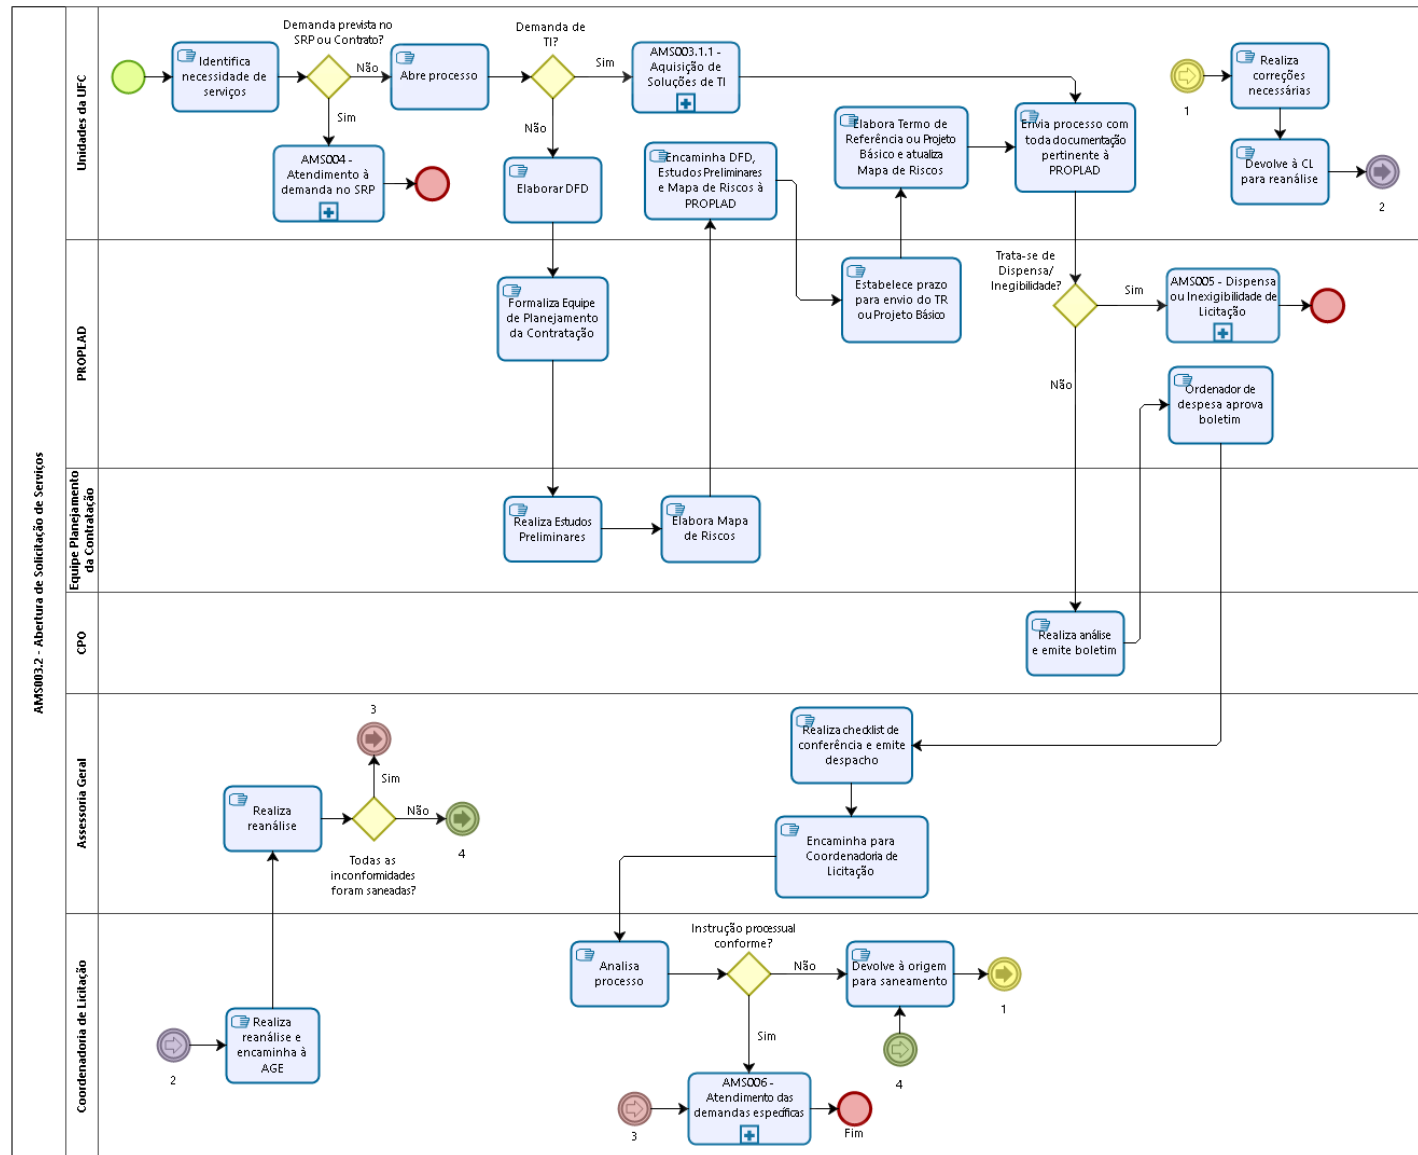 AMS003.2 - Abertura de Solicitação de Serviços
Unidades da UFC
Demanda prevista no
SRP ou Contrato?
Identifica
necessidade de
serviços
Não
Sim
Abre processo
AMS004 -
Atendimento à
demanda no SRP
Demanda de
TI?
Sim
Não
AMS003.1.1 -
Aquisição de
Soluções de TI
Elaborar DFD
Encaminha DFD,
Estudos Preliminares
e Mapa de Riscos à
PROPLAD
Elabora Termo de
Referência ou Projeto
Básico e atualiza
Mapa de Riscos
Envia processo com
toda documentação
pertinente à
PROPLAD
1
Realiza
correções
necessárias
Devolve à CL
para reanálise
2
PROPLAD
Formaliza Equipe
de Planejamento
da Contratação
Estabelece prazo
para envio do TR
ou Projeto Básico
Trata-se de
Dispensa/
Inegibilidade?
Sim
Não
AMS005 - Dispensa
ou Inexigibilidade de
Licitação
Ordenador de
despesa aprova
boletim
Equipe Planejamento
da Contratação
Realiza Estudos
Preliminares
Elabora Mapa
de Riscos
CPO
Realiza análise
e emite boletim
Assessoria Geral
3
Sim
Realiza
reanálise
Não
4
Todas as
inconformidades
foram saneadas?
Realiza checklist de
conferência e emite
despacho
Encaminha para
Coordenadoria de
Licitação
Coordenadoria de Licitação
2
Realiza
reanálise e
encaminha à
AGE
Analisa
processo
Instrução processual
conforme?
Não
Sim
Devolve à origem
para saneamento
1
4
3
AMS006 -
Atendimento das
demandas específicas
Fim